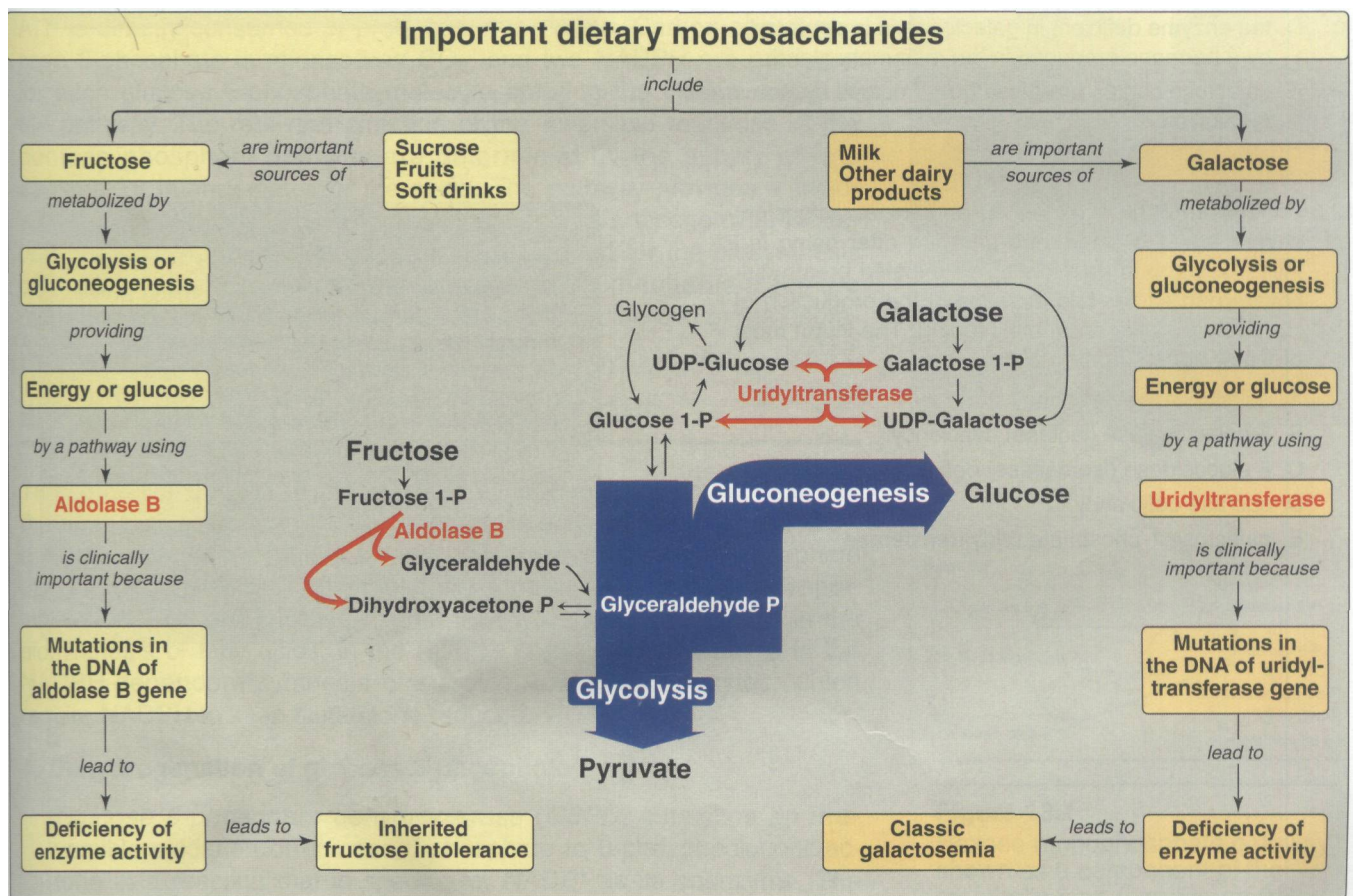 Important dietary monosaccharides
include
Fructose
are important
sources of
Sucrose
Fruits
Soft drinks
Milk
Other dairy
products
are important
sources of
Galactose
metabolized by
metabolized by
Glycolysis or
gluconeogenesis
Glycolysis or
gluconeogenesis
providing
providing
Energy or glucose
Energy or glucose
by a pathway using
by a pathway using
Aldolase B
Uridyltransferase
is clinically
important because
is clinically
important because
Mutations in
the DNA of
aldolase B gene
Mutations in
the DNA of uridyl-
transferase gene
lead to
lead to
Deficiency of
enzyme activity
leads to
Inherited
fructose intolerance
Classic
galactosemia
leads to
Deficiency of
enzyme activity
Glycogen
Galactose
UDP-Glucose
Galactose 1-P
Uridyltransferase
Glucose 1-P
UDP-Galactose
Fructose
Fructose 1-P
Aldolase B
Glyceraldehyde
Dihydroxyacetone P
Glyceraldehyde P
Gluconeogenesis
Glucose
Glycolysis
Pyruvate